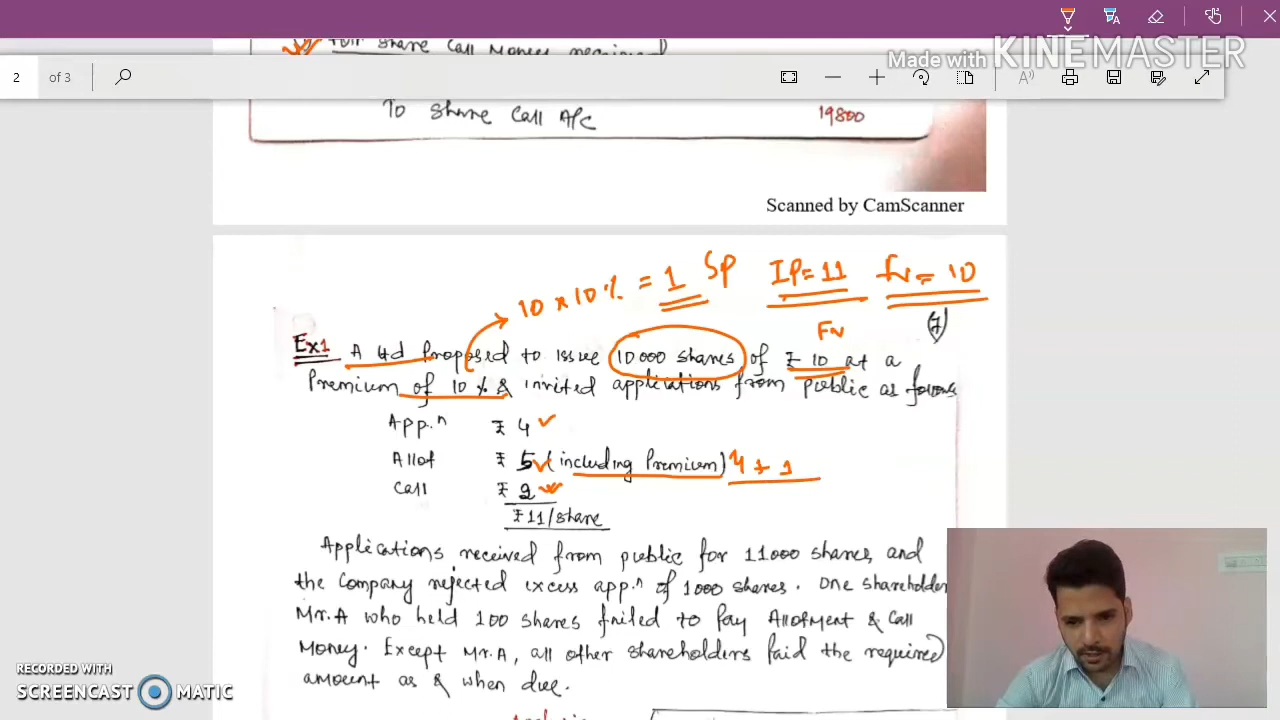 Made with KINEMASTER
2 of 3
To Share Call A/c 19800
Scanned by CamScanner
10 x 10% = 1 SP IP = 11 Fv = 10
Fv
Ex1 A Ltd Proposed to issue 10000 shares of ₹ 10 at a
Premium of 10% & invited applications from public as follows
App.n ₹ 4
Allot ₹ 5 (including Premium) 4 + 1
Call ₹ 2
₹ 11/share
Applications received from public for 11000 shares, and
the Company rejected excess app.n of 1000 shares. One shareholder
Mr. A who held 100 shares failed to Pay Allotment & Call
Money. Except Mr. A, all other shareholders paid the required
amount as & when due.
RECORDED WITH
SCREENCAST MATIC